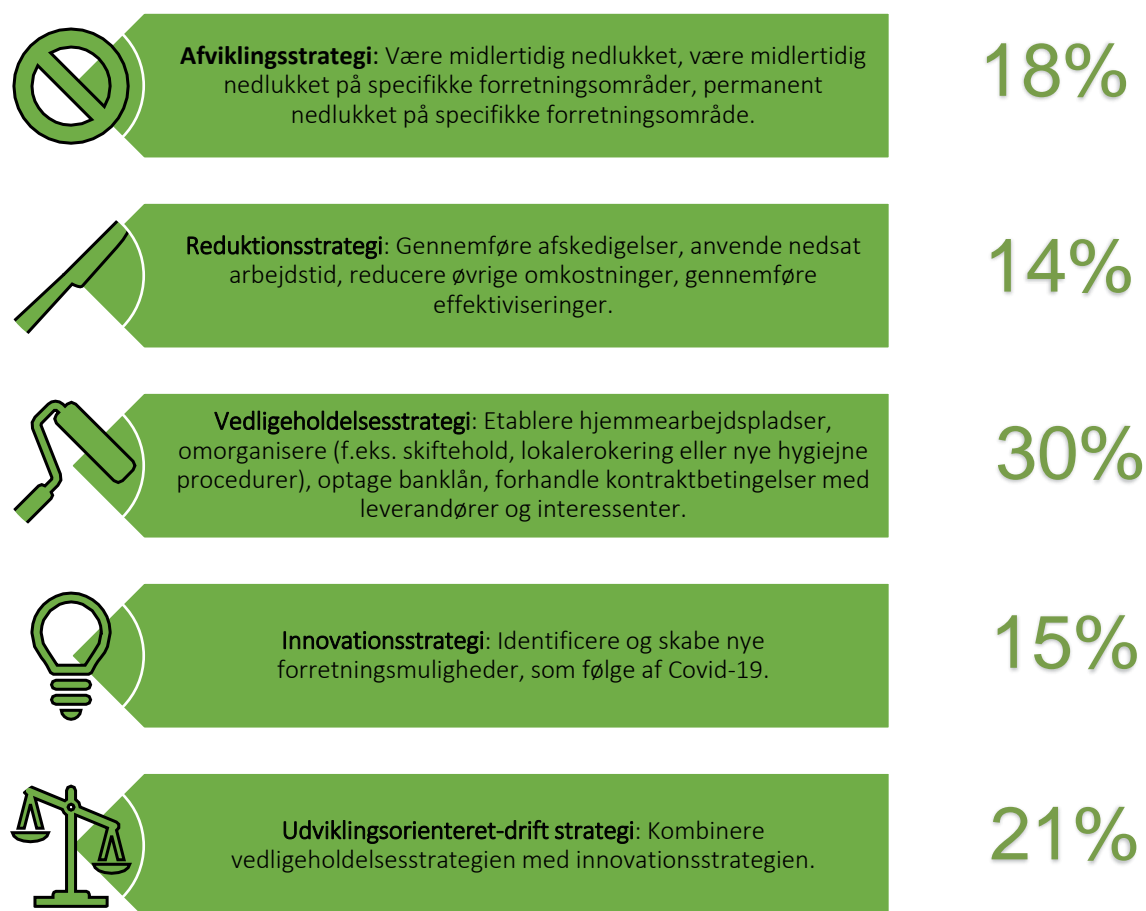 Afviklingsstrategi: Være midlertidig nedlukket, være midlertidig
nedlukket på specifikke forretningsområder, permanent
nedlukket på specifikke forretningsområde.
18%
Reduktionsstrategi: Gennemføre afskedigelser, anvende nedsat
arbejdstid, reducere øvrige omkostninger, gennemføre
effektiviseringer.
14%
Vedligeholdelsesstrategi: Etablere hjemmearbejdspladser,
omorganisere (f.eks. skiftehold, lokalerokering eller nye hygiejne
procedurer), optage banklån, forhandle kontraktbetingelser med
leverandører og interessenter.
30%
Innovationsstrategi: Identificere og skabe nye
forretningsmuligheder, som følge af Covid-19.
15%
Udviklingsorienteret-drift strategi: Kombinere
vedligeholdelsesstrategien med innovationsstrategien.
21%